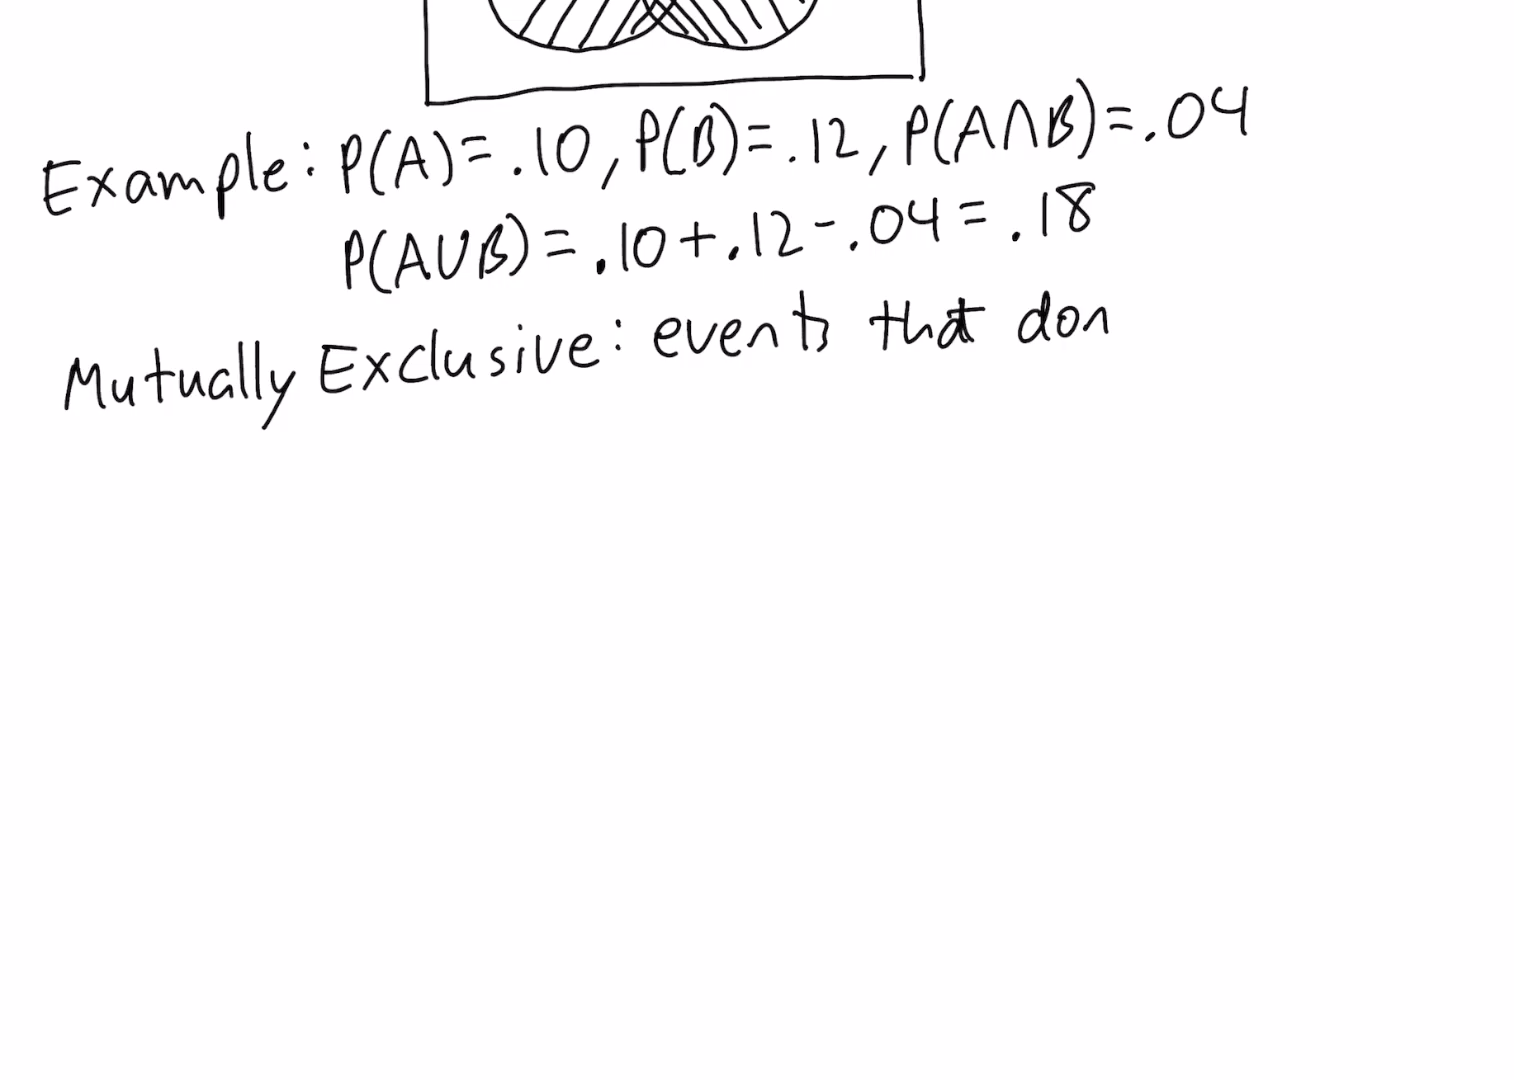 Example: P(A)=.10, P(B)=.12, P(A∩B)=.04
P(A∪B)=.10+.12-.04=.18
Mutually Exclusive: events that don